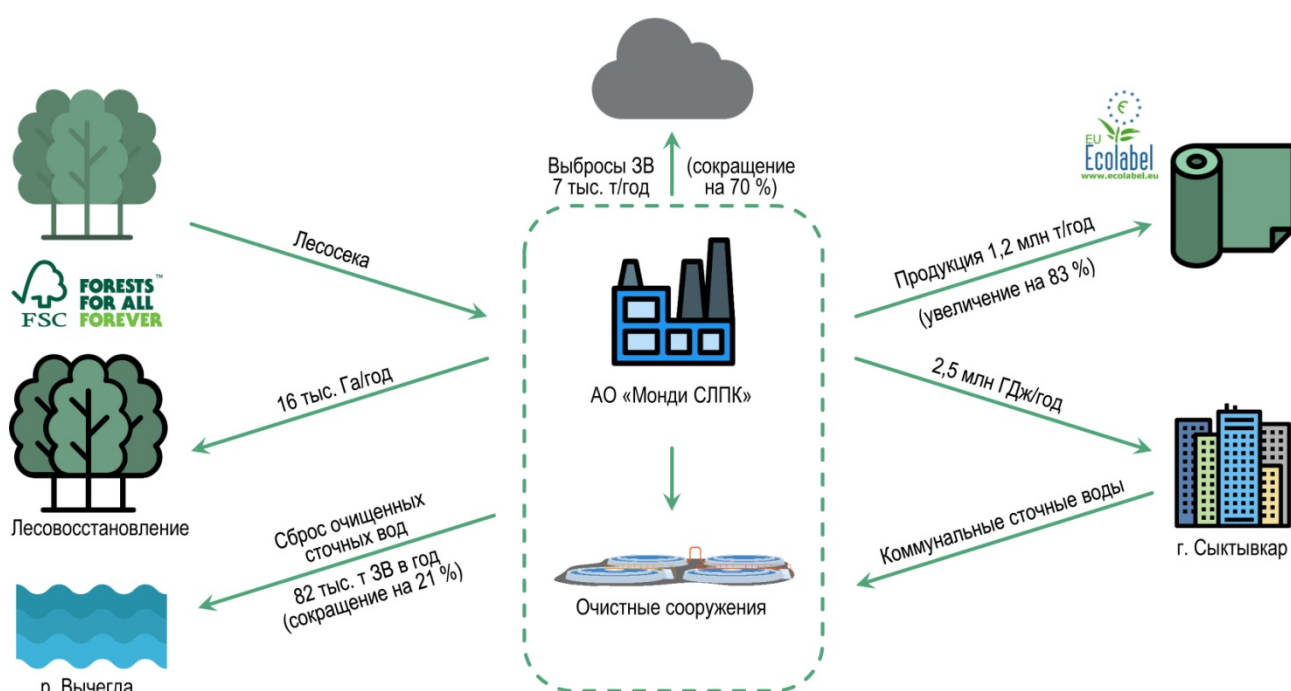 Выбросы ЗВ
7 тыс. т/год
(сокращение
на 70 %)
EU
Ecolabel
www.ecolabel.eu
Лесосека
Продукция 1,2 млн т/год
(увеличение на 83 %)
FSC
FORESTS™
FOR ALL
FOREVER
16 тыс. Га/год
АО «Монди СЛПК»
2,5 млн ГДж/год
Лесовосстановление
Сброс очищенных
сточных вод
82 тыс. т ЗВ в год
(сокращение на 21 %)
Очистные сооружения
Коммунальные сточные воды
г. Сыктывкар
р. Вычегда